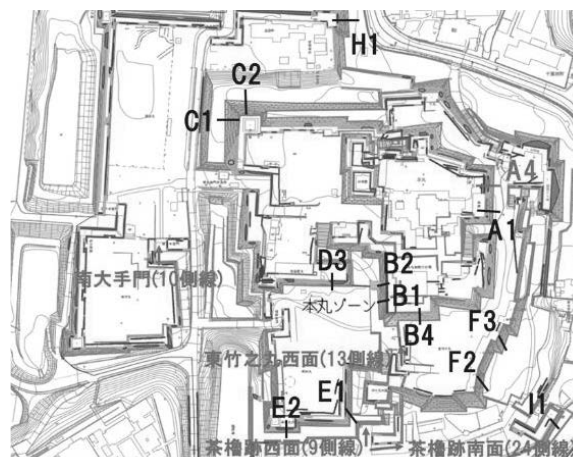 H1
C2
C1
A4
A1
D3
B2
本丸ゾーン
B1
南大手門(10側線)
B4
F3
東竹之丸西面(13側線)
F2
E1
E2
I1
茶櫓跡西面(9側線)
茶櫓跡南面(24側線)